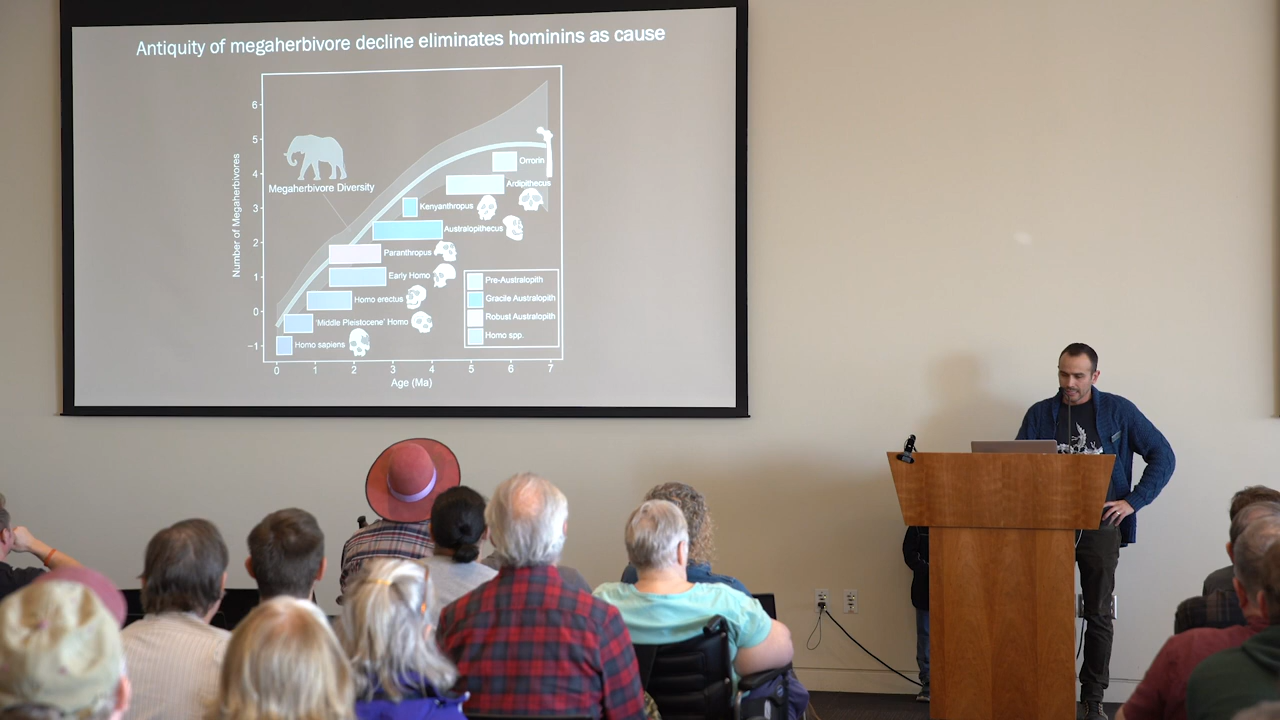 Antiquity of megaherbivore decline eliminates hominins as cause
Number of Megaherbivores
6
5
4
3
2
1
0
−1
Megaherbivore Diversity
Orrorin
Ardipithecus
Kenyanthropus
Australopithecus
Paranthropus
Early Homo
Homo erectus
'Middle Pleistocene' Homo
Homo sapiens
Pre-Australopith
Gracile Australopith
Robust Australopith
Homo spp.
0 1 2 3 4 5 6 7
Age (Ma)